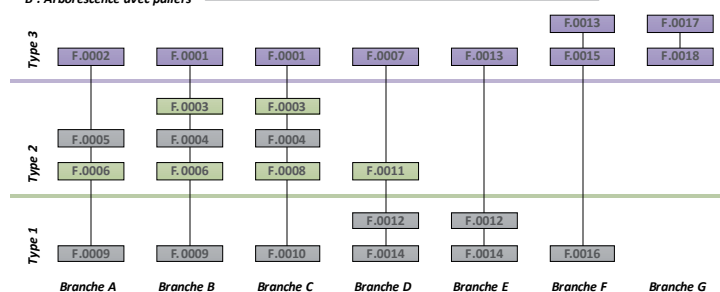 B : Arborescence avec paliers
F.0013 F.0017
Type 3
F.0002 F.0001 F.0001 F.0007 F.0013 F.0015 F.0018
F.0003 F.0003
F.0005 F.0004 F.0004
Type 2
F.0006 F.0006 F.0008 F.0011
F.0012 F.0012
Type 1
F.0009 F.0009 F.0010 F.0014 F.0014 F.0016
Branche A Branche B Branche C Branche D Branche E Branche F Branche G